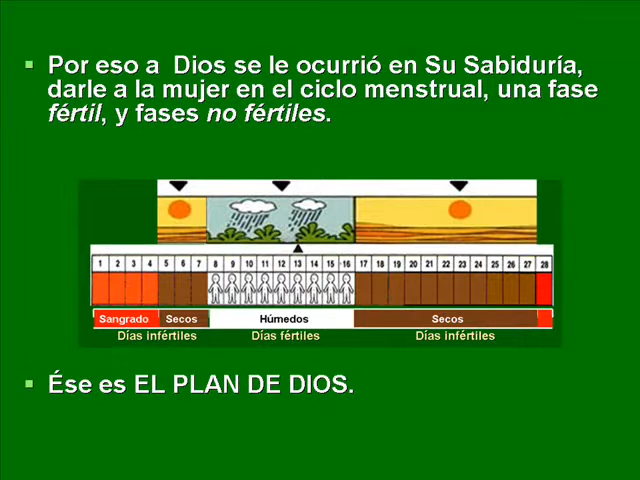 Por eso a Dios se le ocurrió en Su Sabiduría,
darle a la mujer en el ciclo menstrual, una fase
fértil, y fases no fértiles.
1 2 3 4 5 6 7 8 9 10 11 12 13 14 15 16 17 18 19 20 21 22 23 24 25 26 27 28
Sangrado Secos Húmedos Secos
Días infértiles Días fértiles Días infértiles
Ése es EL PLAN DE DIOS.